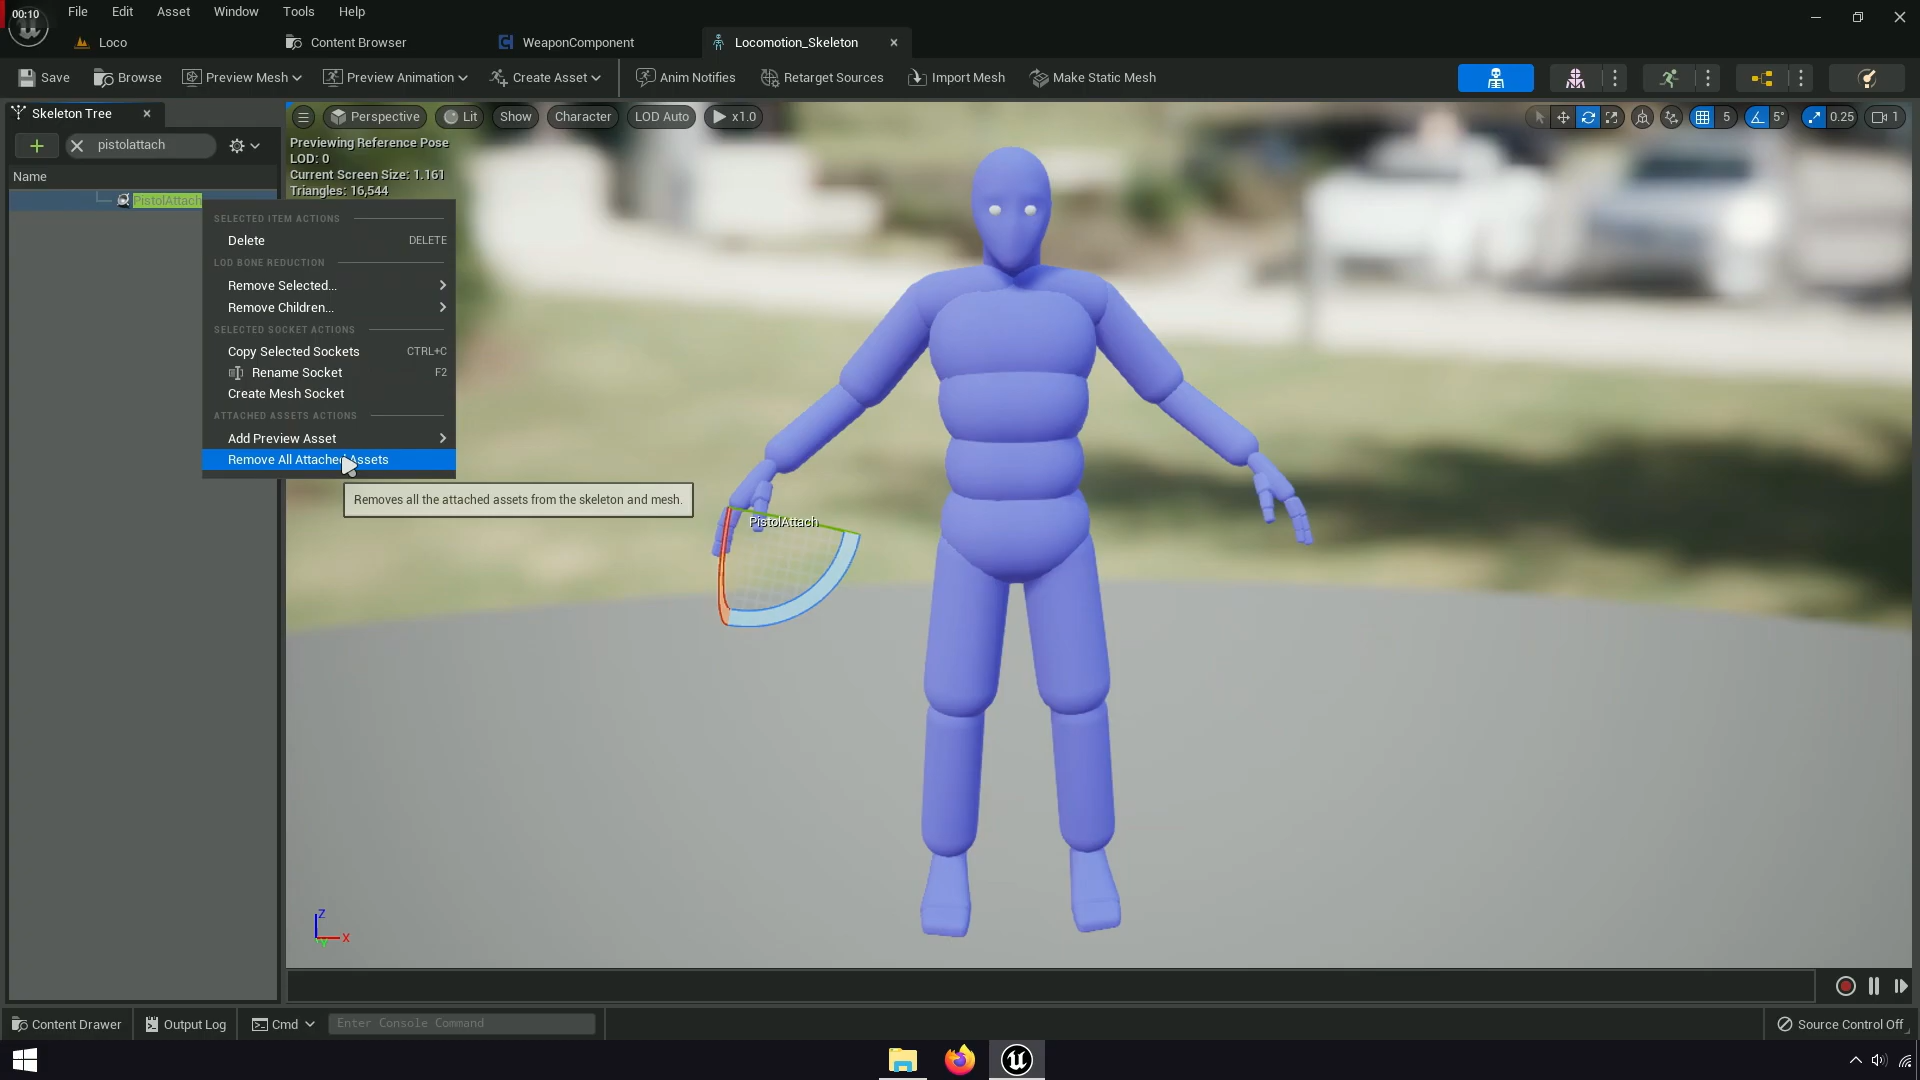 00:10
File Edit Asset Window Tools Help
Loco Content Browser WeaponComponent Locomotion_Skeleton
Save Browse Preview Mesh Preview Animation Create Asset Anim Notifies Retarget Sources Import Mesh Make Static Mesh
Skeleton Tree
Perspective Lit Show Character LOD Auto x1.0 5 5° 0.25 1
pistolattach
Previewing Reference Pose
LOD: 0
Current Screen Size: 1.161
Triangles: 16,544
Name
PistolAttach
SELECTED ITEM ACTIONS
Delete DELETE
LOD BONE REDUCTION
Remove Selected...
Remove Children...
SELECTED SOCKET ACTIONS
Copy Selected Sockets CTRL+C
Rename Socket F2
Create Mesh Socket
ATTACHED ASSETS ACTIONS
Add Preview Asset
Remove All Attached Assets
Removes all the attached assets from the skeleton and mesh.
PistolAttach
Z
X
Y
Content Drawer Output Log Cmd Enter Console Command Source Control Off